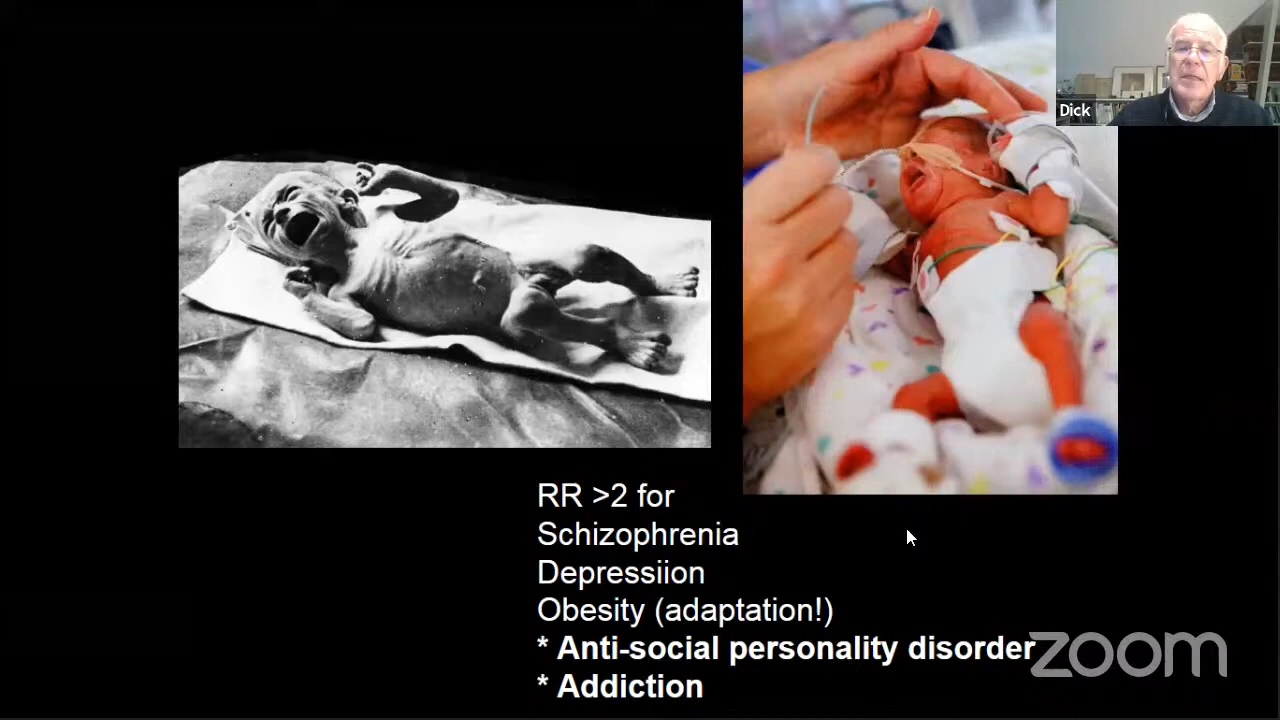 Dick
RR >2 for
Schizophrenia
Depressiion
Obesity (adaptation!)
* Anti-social personality disorder
* Addiction
zoom